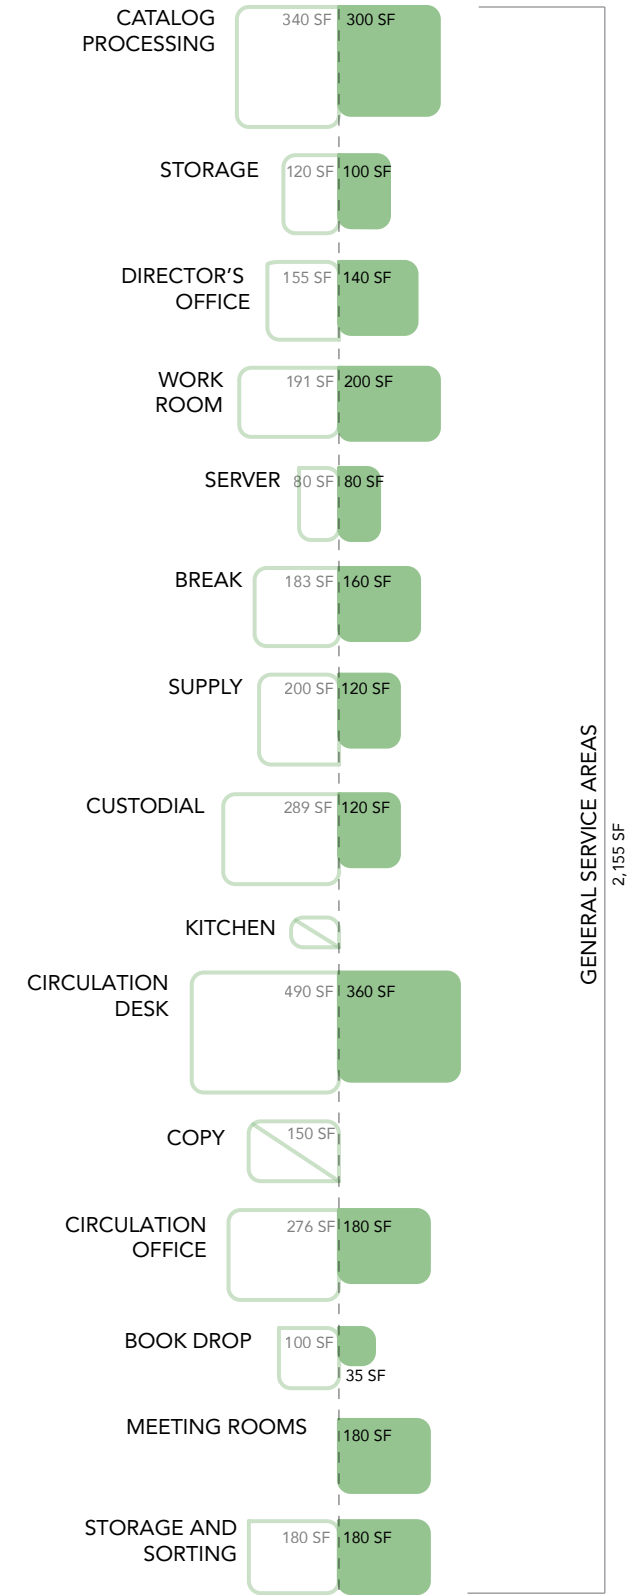 CATALOG
PROCESSING
340 SF 300 SF
STORAGE 120 SF 100 SF
DIRECTOR'S
OFFICE
155 SF 140 SF
WORK
ROOM
191 SF 200 SF
SERVER 80 SF 80 SF
BREAK 183 SF 160 SF
SUPPLY 200 SF 120 SF
CUSTODIAL 289 SF 120 SF
KITCHEN
CIRCULATION
DESK
490 SF 360 SF
COPY 150 SF
CIRCULATION
OFFICE
276 SF 180 SF
BOOK DROP 100 SF
35 SF
MEETING ROOMS 180 SF
STORAGE AND
SORTING
180 SF 180 SF
GENERAL SERVICE AREAS
2,155 SF